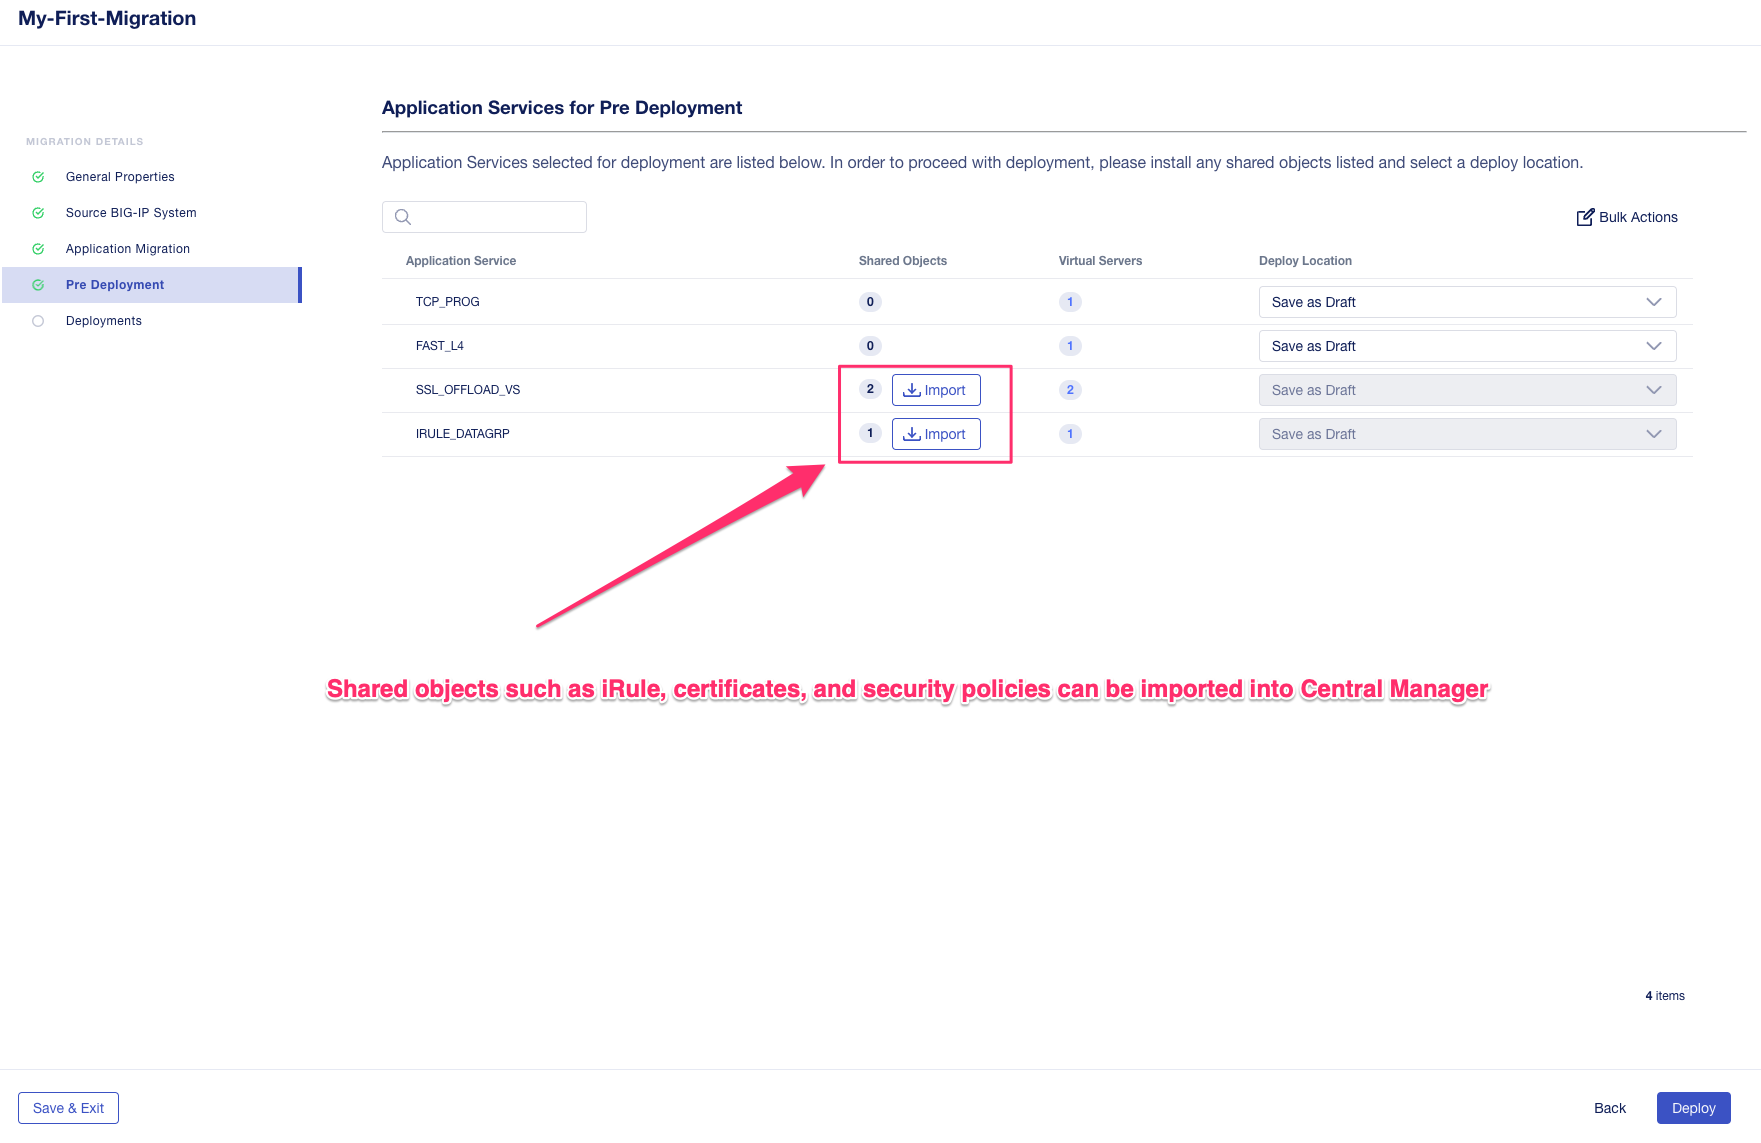 My-First-Migration
Application Services for Pre Deployment
MIGRATION DETAILS
General Properties
Source BIG-IP System
Application Migration
Pre Deployment
Deployments
Application Services selected for deployment are listed below. In order to proceed with deployment, please install any shared objects listed and select a deploy location.
Bulk Actions
Application Service Shared Objects Virtual Servers Deploy Location
TCP_PROG 0 1 Save as Draft
FAST_L4 0 1 Save as Draft
SSL_OFFLOAD_VS 2 Import 2 Save as Draft
IRULE_DATAGRP 1 Import 1 Save as Draft
Shared objects such as iRule, certificates, and security policies can be imported into Central Manager
4 items
Save & Exit Back Deploy